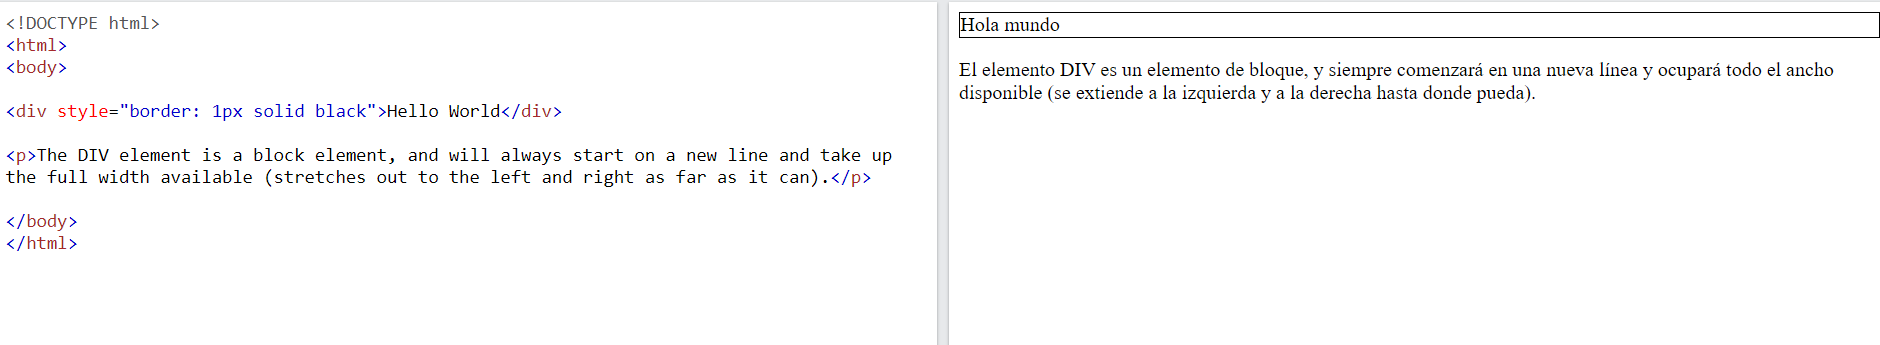 <!DOCTYPE html>
<html>
<body>
<div style="border: 1px solid black">Hello World</div>
<p>The DIV element is a block element, and will always start on a new line and take up
the full width available (stretches out to the left and right as far as it can).</p>
</body>
</html>
Hola mundo
El elemento DIV es un elemento de bloque, y siempre comenzará en una nueva línea y ocupará todo el ancho
disponible (se extiende a la izquierda y a la derecha hasta donde pueda).